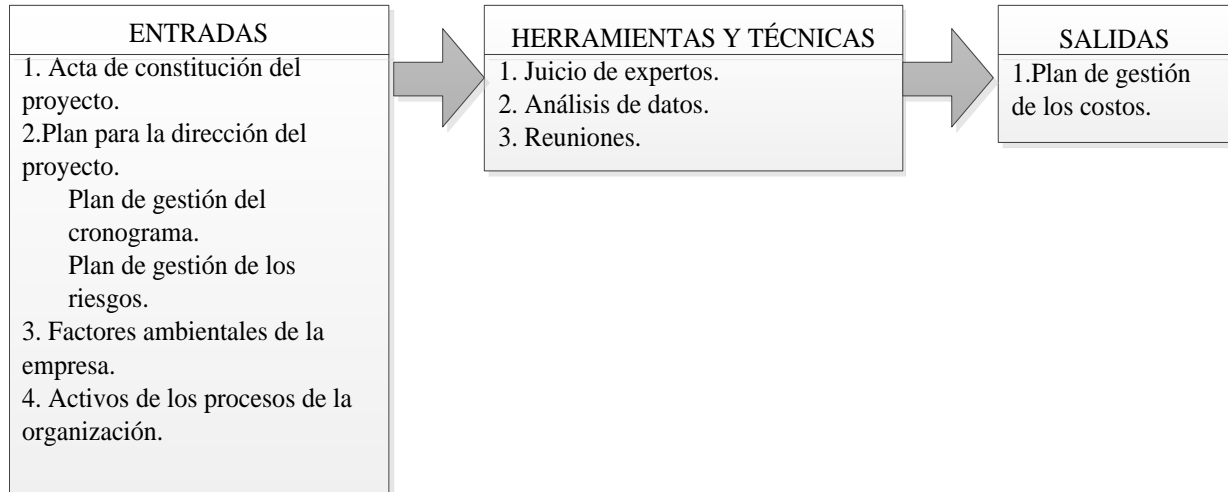 ENTRADAS
1. Acta de constitución del
proyecto.
2.Plan para la dirección del
proyecto.
Plan de gestión del
cronograma.
Plan de gestión de los
riesgos.
3. Factores ambientales de la
empresa.
4. Activos de los procesos de la
organización.
HERRAMIENTAS Y TÉCNICAS
1. Juicio de expertos.
2. Análisis de datos.
3. Reuniones.
SALIDAS
1.Plan de gestión
de los costos.